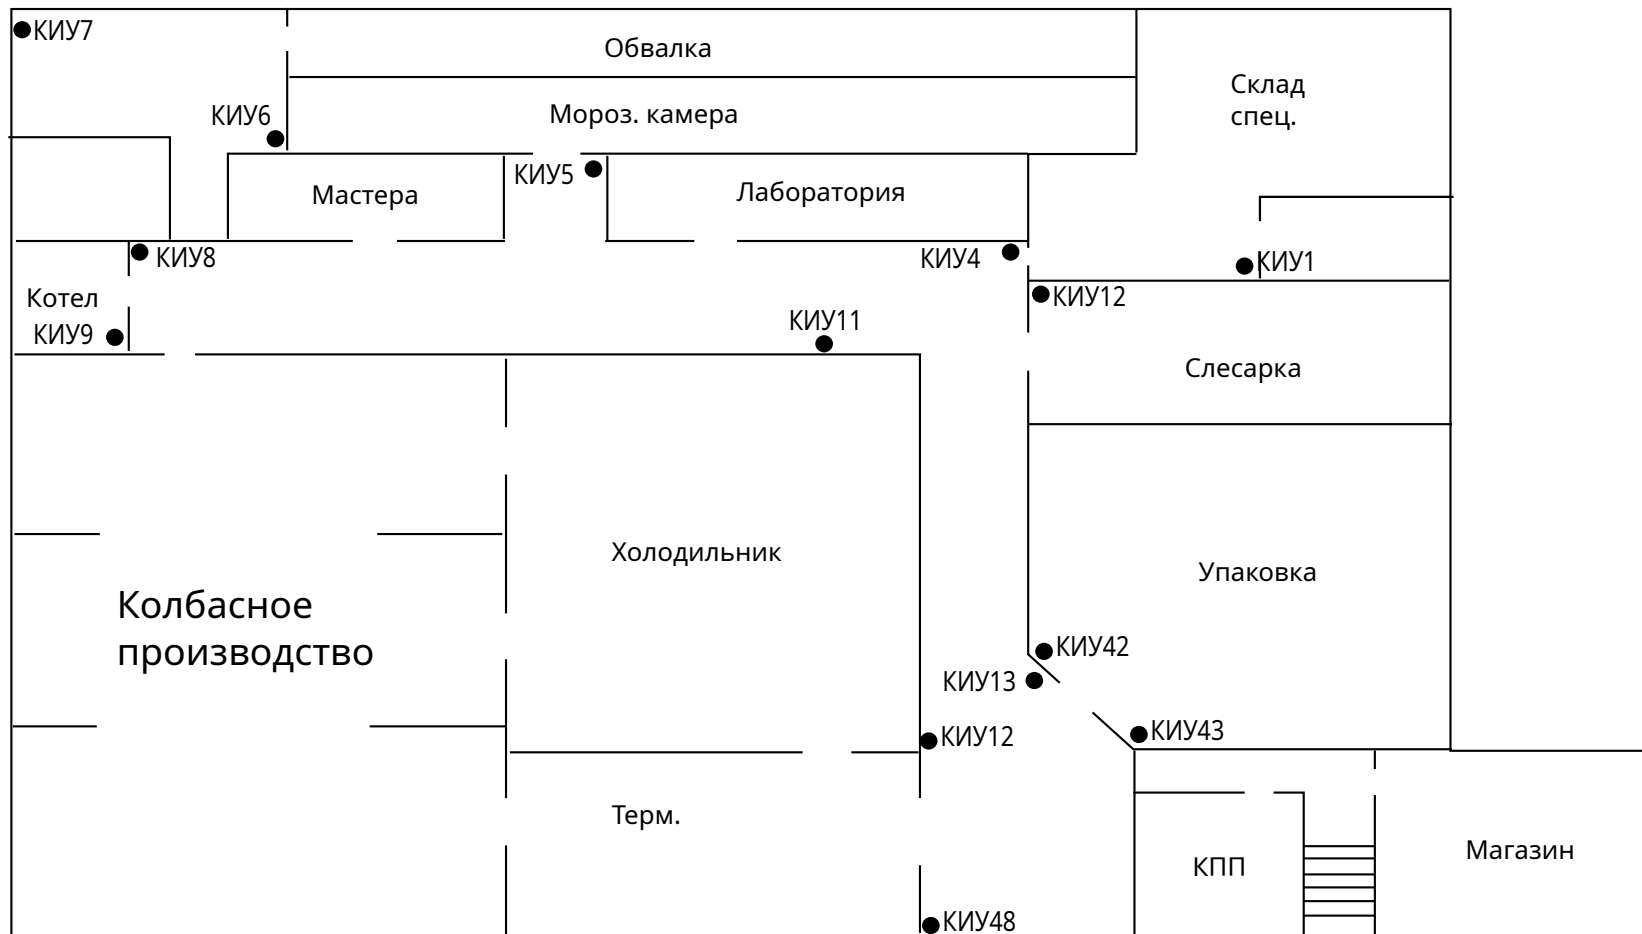 КИУ7
Обвалка
Склад
спец.
КИУ6
Мороз. камера
КИУ5
Мастера
Лаборатория
КИУ8
КИУ4
КИУ1
Котел
КИУ12
КИУ9
КИУ11
Слесарка
Холодильник
Упаковка
Колбасное
производство
КИУ42
КИУ13
КИУ12
КИУ43
Терм.
КПП
Магазин
КИУ48